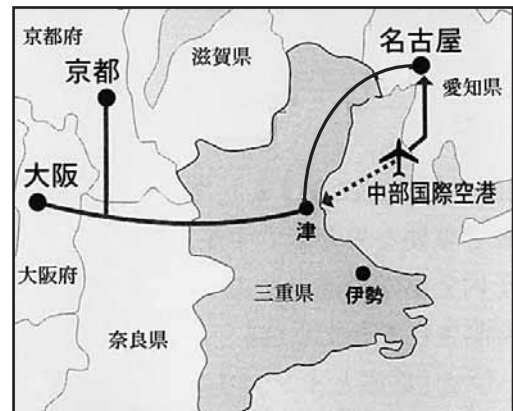 京都府
滋賀県
名古屋
京都
愛知県
大阪
中部国際空港
津
大阪府
三重県
伊勢
奈良県